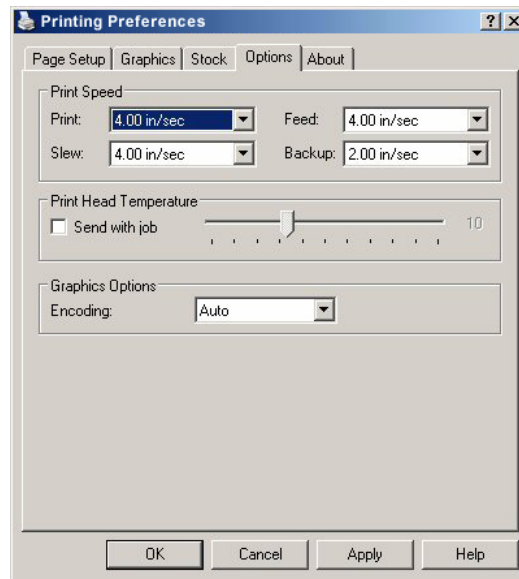 Printing Preferences
Page Setup Graphics Stock Options About
Print Speed
Print: 4.00 in/sec Feed: 4.00 in/sec
Slew: 4.00 in/sec Backup: 2.00 in/sec
Print Head Temperature
Send with job 10
Graphics Options
Encoding: Auto
OK Cancel Apply Help